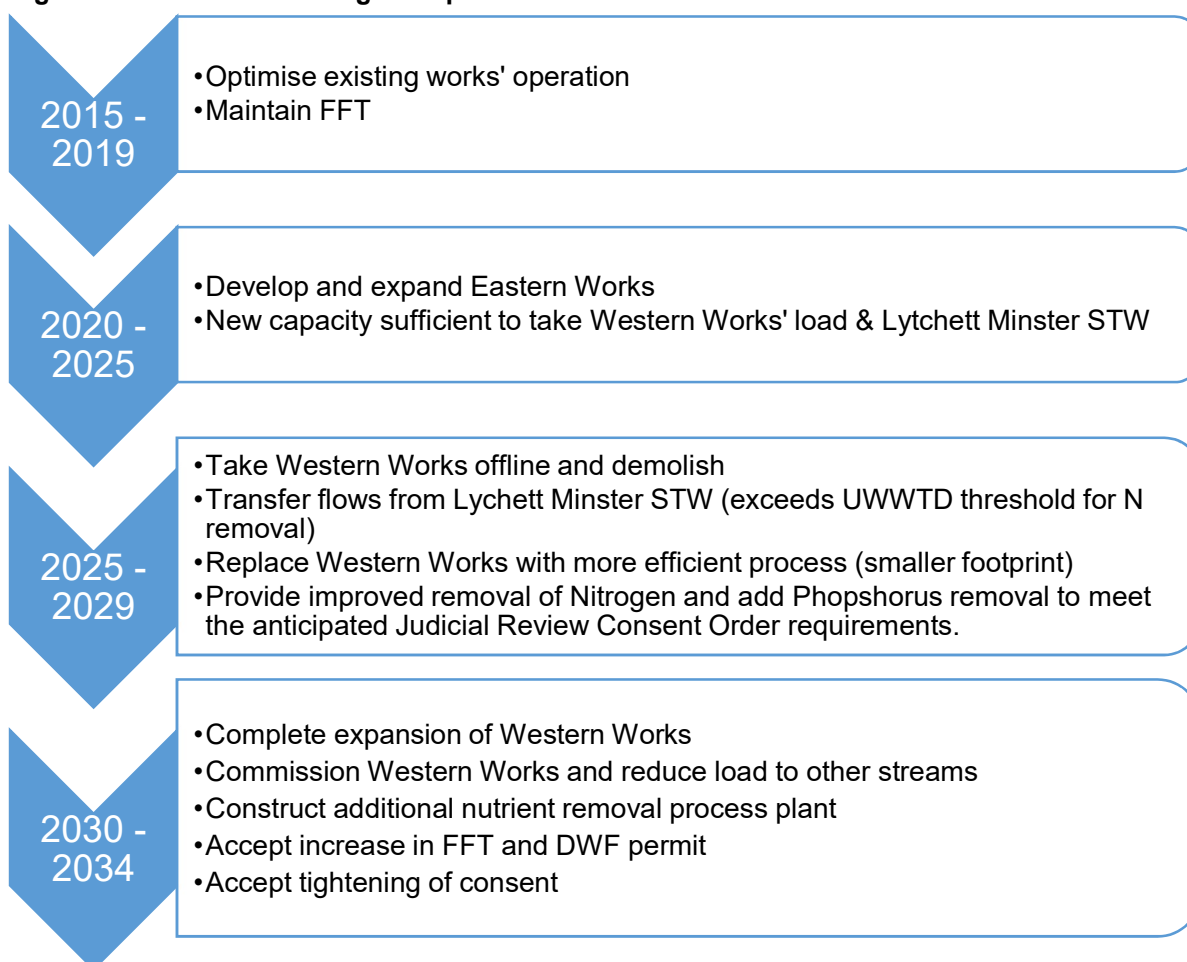 2015 -
2019
•Optimise existing works' operation
•Maintain FFT
2020 -
2025
•Develop and expand Eastern Works
•New capacity sufficient to take Western Works' load & Lytchett Minster STW
2025 -
2029
•Take Western Works offline and demolish
•Transfer flows from Lychett Minster STW (exceeds UWWTD threshold for N
removal)
•Replace Western Works with more efficient process (smaller footprint)
•Provide improved removal of Nitrogen and add Phopshorus removal to meet
the anticipated Judicial Review Consent Order requirements.
2030 -
2034
•Complete expansion of Western Works
•Commission Western Works and reduce load to other streams
•Construct additional nutrient removal process plant
•Accept increase in FFT and DWF permit
•Accept tightening of consent